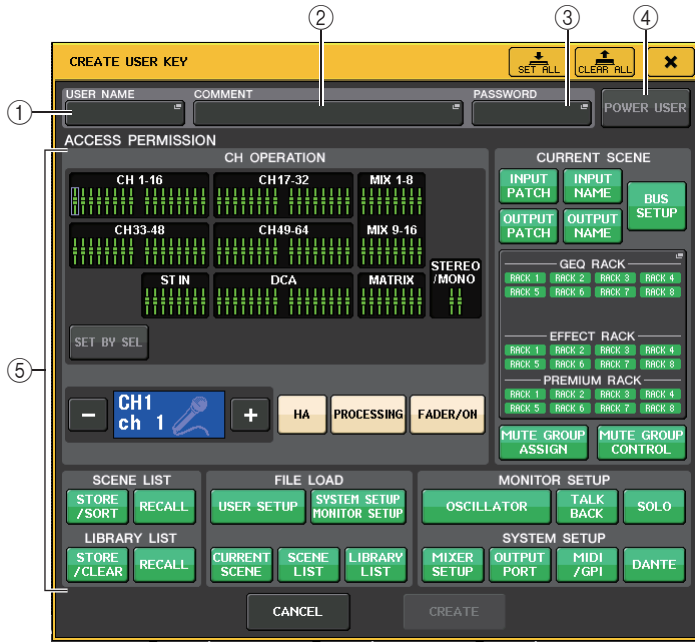 ② ③ ④
CREATE USER KEY
SET ALL
CLEAR ALL
①
USER NAME
COMMENT
PASSWORD
POWER USER
ACCESS PERMISSION
⑤
CH OPERATION
CH 1-16
CH17-32
MIX 1-8
CH33-48
CH49-64
MIX 9-16
ST IN
DCA
MATRIX
STEREO
/MONO
SET BY SEL
CH1
ch 1
HA
PROCESSING
FADER/ON
CURRENT SCENE
INPUT
PATCH
INPUT
NAME
BUS
SETUP
OUTPUT
PATCH
OUTPUT
NAME
GEQ RACK
RACK 1 RACK 2 RACK 3 RACK 4
RACK 5 RACK 6 RACK 7 RACK 8
EFFECT RACK
RACK 1 RACK 2 RACK 3 RACK 4
RACK 5 RACK 6 RACK 7 RACK 8
PREMIUM RACK
RACK 1 RACK 2 RACK 3 RACK 4
RACK 5 RACK 6 RACK 7 RACK 8
MUTE GROUP
ASSIGN
MUTE GROUP
CONTROL
SCENE LIST
STORE
/SORT
RECALL
LIBRARY LIST
STORE
/CLEAR
RECALL
FILE LOAD
USER SETUP
SYSTEM SETUP
MONITOR SETUP
CURRENT
SCENE
SCENE
LIST
LIBRARY
LIST
MONITOR SETUP
OSCILLATOR
TALK
BACK
SOLO
SYSTEM SETUP
MIXER
SETUP
OUTPUT
PORT
MIDI
/GPI
DANTE
CANCEL
CREATE